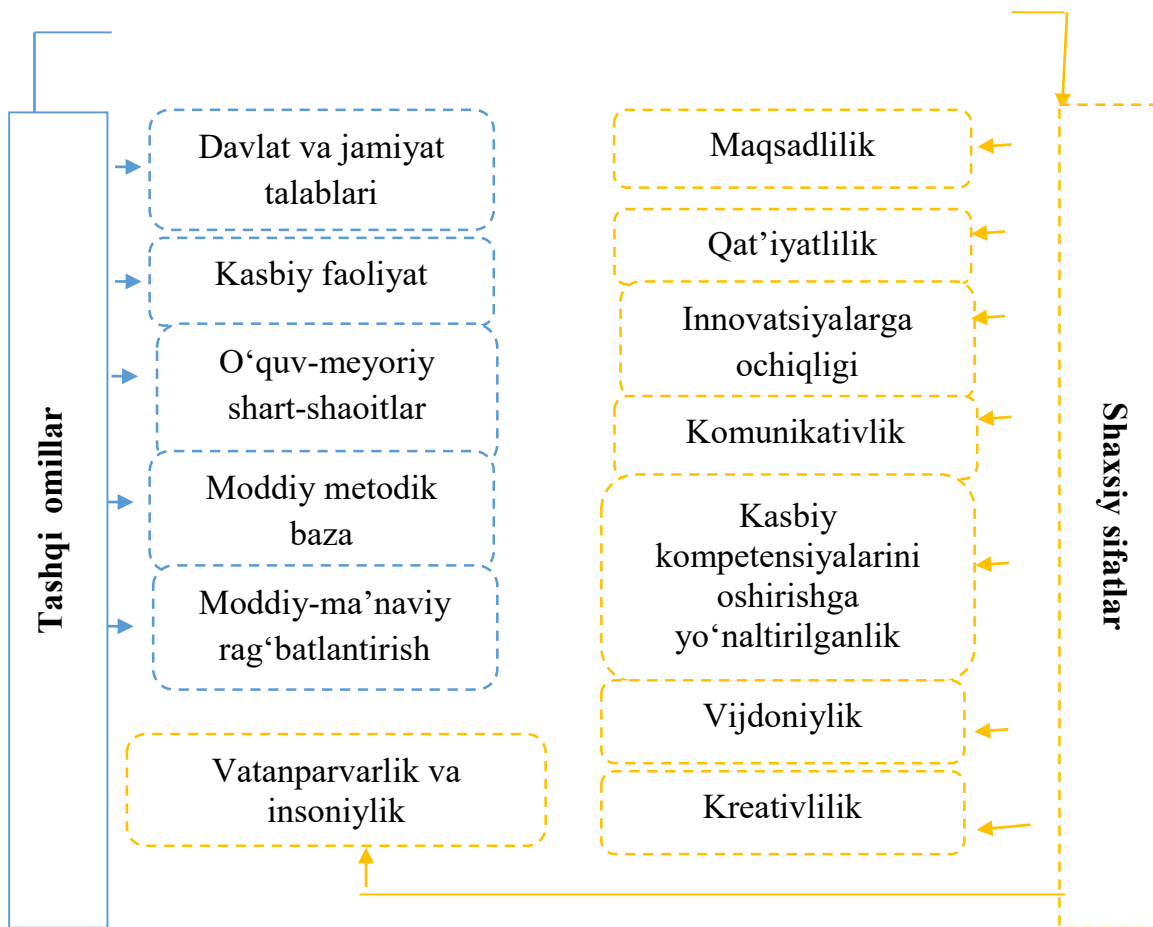 Tashqi omillar
Davlat va jamiyat
talablari
Kasbiy faoliyat
O‘quv-meyoriy
shart-shaoitlar
Moddiy metodik
baza
Moddiy-ma’naviy
rag‘batlantirish
Vatanparvarlik va
insoniylik
Maqsadlilik
Qat’iyatlilik
Innovatsiyalarga
ochiqligi
Komunikativlik
Kasbiy
kompetensiyalarini
oshirishga
yo‘naltirilganlik
Vijdoniylik
Kreativlilik
Shaxsiy sifatlar